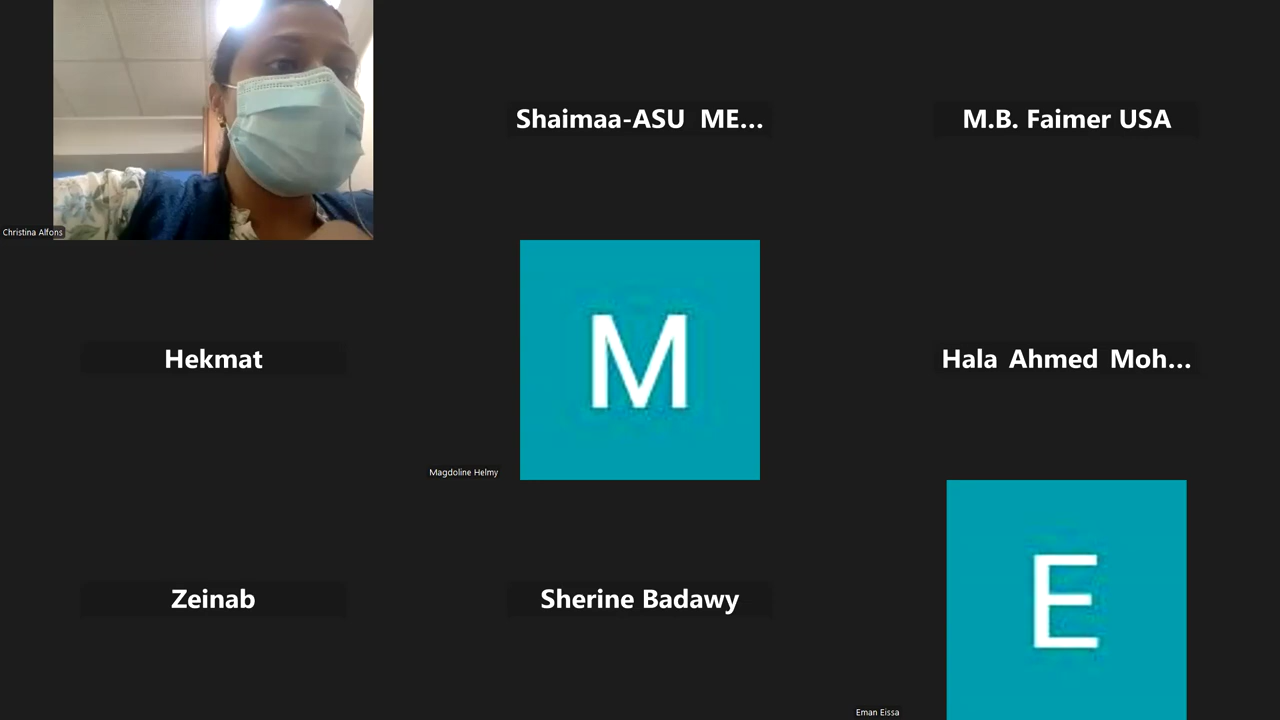 Christina Alfons
Shaimaa-ASU ME...
M.B. Faimer USA
Hekmat
M
Magdoline Helmy
Hala Ahmed Moh...
Zeinab
Sherine Badawy
E
Eman Eissa